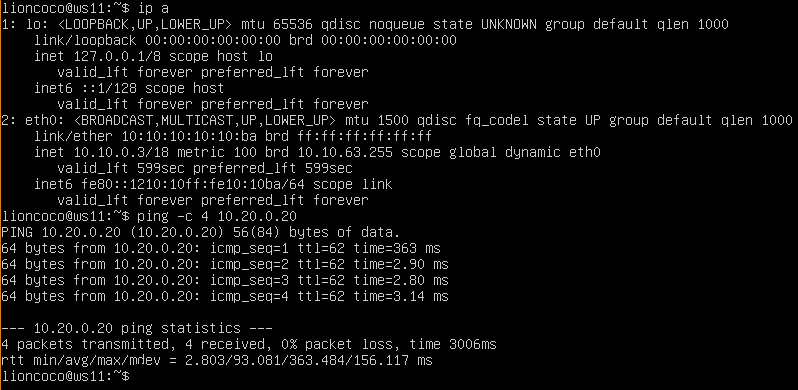 lioncoco@ws11:~$ ip a
1: lo: <LOOPBACK,UP,LOWER_UP> mtu 65536 qdisc noqueue state UNKNOWN group default qlen 1000
    link/loopback 00:00:00:00:00:00 brd 00:00:00:00:00:00
    inet 127.0.0.1/8 scope host lo
       valid_lft forever preferred_lft forever
    inet6 ::1/128 scope host
       valid_lft forever preferred_lft forever
2: eth0: <BROADCAST,MULTICAST,UP,LOWER_UP> mtu 1500 qdisc fq_codel state UP group default qlen 1000
    link/ether 10:10:10:10:10:ba brd ff:ff:ff:ff:ff:ff
    inet 10.10.0.3/18 metric 100 brd 10.10.63.255 scope global dynamic eth0
       valid_lft 599sec preferred_lft 599sec
    inet6 fe80::1210:10ff:fe10:10ba/64 scope link
       valid_lft forever preferred_lft forever
lioncoco@ws11:~$ ping -c 4 10.20.0.20
PING 10.20.0.20 (10.20.0.20) 56(84) bytes of data.
64 bytes from 10.20.0.20: icmp_seq=1 ttl=62 time=363 ms
64 bytes from 10.20.0.20: icmp_seq=2 ttl=62 time=2.90 ms
64 bytes from 10.20.0.20: icmp_seq=3 ttl=62 time=2.80 ms
64 bytes from 10.20.0.20: icmp_seq=4 ttl=62 time=3.14 ms

--- 10.20.0.20 ping statistics ---
4 packets transmitted, 4 received, 0% packet loss, time 3006ms
rtt min/avg/max/mdev = 2.803/93.081/363.484/156.117 ms
lioncoco@ws11:~$